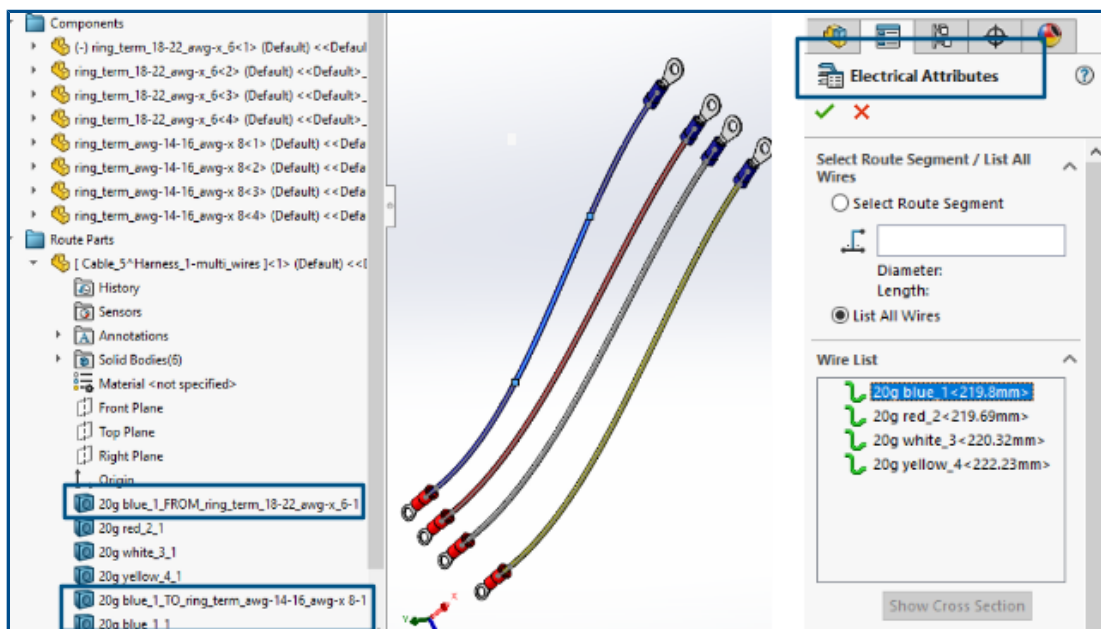 Components
(-) ring_term_18-22_awg-x_6<1> (Default) <<Defaul
ring_term_18-22_awg-x_6<2> (Default) <<Default>_
ring_term_18-22_awg-x_6<3> (Default) <<Default>_
ring_term_18-22_awg-x_6<4> (Default) <<Default>_
ring_term_awg-14-16_awg-x 8<1> (Default) <<Defa
ring_term_awg-14-16_awg-x 8<2> (Default) <<Defa
ring_term_awg-14-16_awg-x 8<3> (Default) <<Defa
ring_term_awg-14-16_awg-x 8<4> (Default) <<Defa
Route Parts
[ Cable_5^Harness_1-multi_wires ]<1> (Default) <<D
History
Sensors
Annotations
Solid Bodies(6)
Material <not specified>
Front Plane
Top Plane
Right Plane
Origin
20g blue_1_FROM_ring_term_18-22_awg-x_6-1
20g red_2_1
20g white_3_1
20g yellow_4_1
20g blue_1_TO_ring_term_awg-14-16_awg-x 8-1
20g blue_1_1
X
Y
Electrical Attributes
Select Route Segment / List All
Wires
Select Route Segment
Diameter:
Length:
List All Wires
Wire List
20g blue_1<219.8mm>
20g red_2<219.69mm>
20g white_3<220.32mm>
20g yellow_4<222.23mm>
Show Cross Section